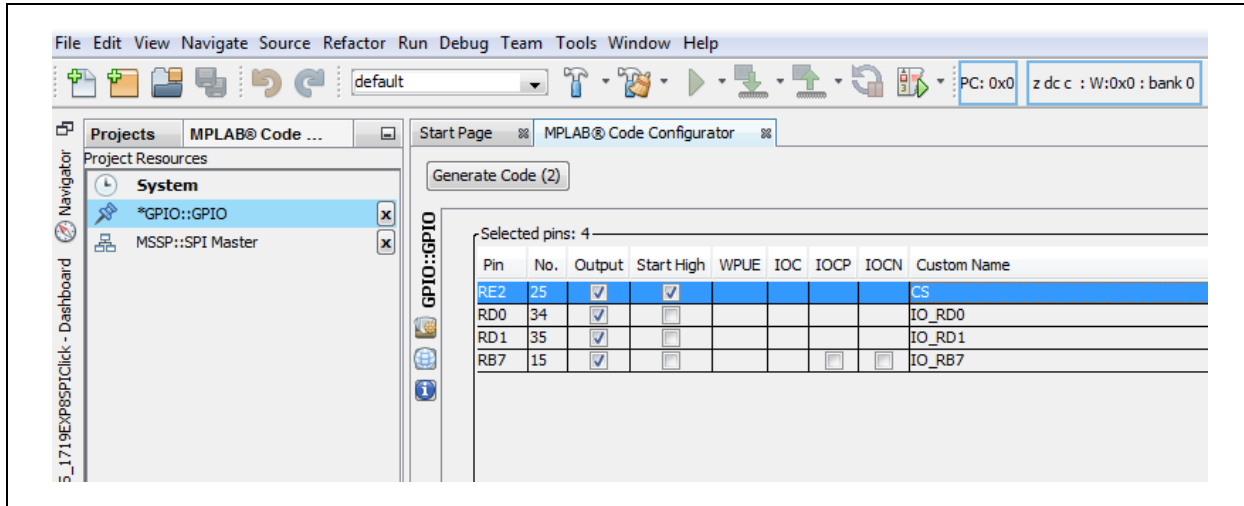 File Edit View Navigate Source Refactor Run Debug Team Tools Window Help
default PC: 0x0 z dc c : W:0x0 : bank 0
Projects MPLAB® Code ...
Project Resources
System
*GPIO::GPIO
MSSP::SPI Master
Navigator
Dashboard
1719EXP8SPIClick -
Start Page MPLAB® Code Configurator
Generate Code (2)
GPIO::GPIO
Selected pins: 4
Pin No. Output Start High WPUE IOC IOCP IOCN Custom Name
RE2 25 CS
RD0 34 IO_RD0
RD1 35 IO_RD1
RB7 15 IO_RB7